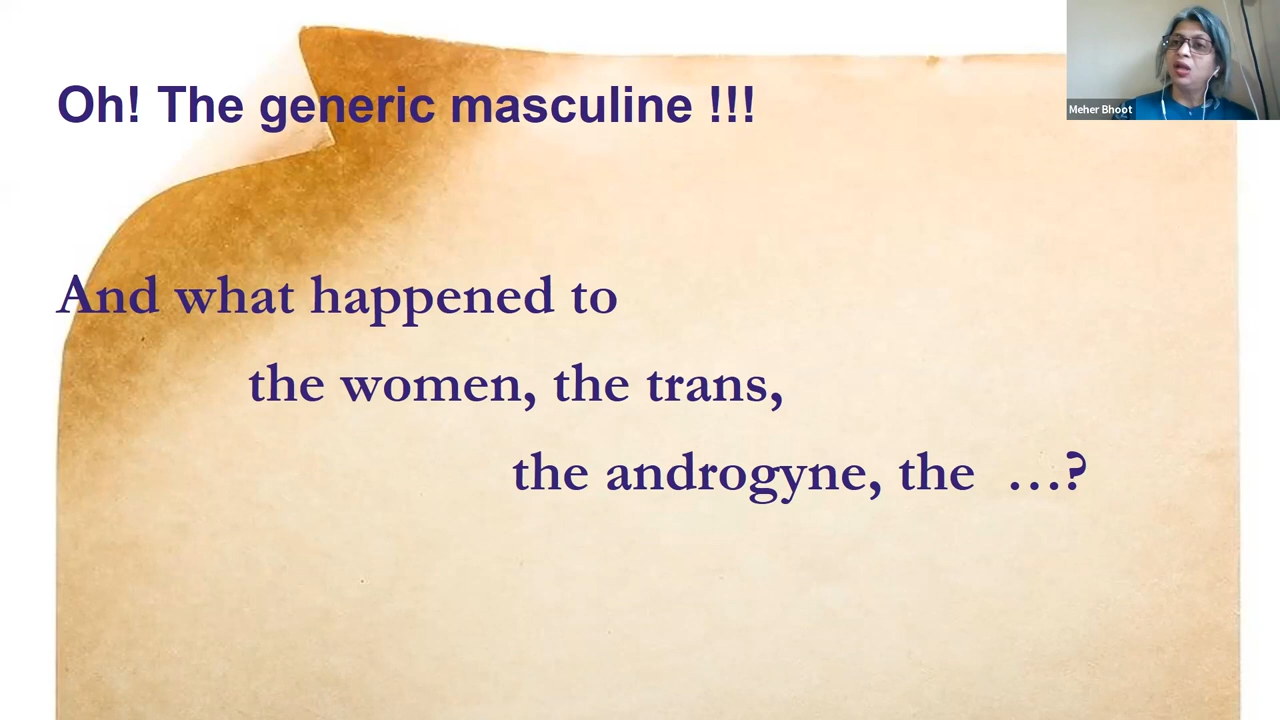 Oh! The generic masculine !!!
Meher Bhoot
And what happened to
the women, the trans,
the androgyne, the …?